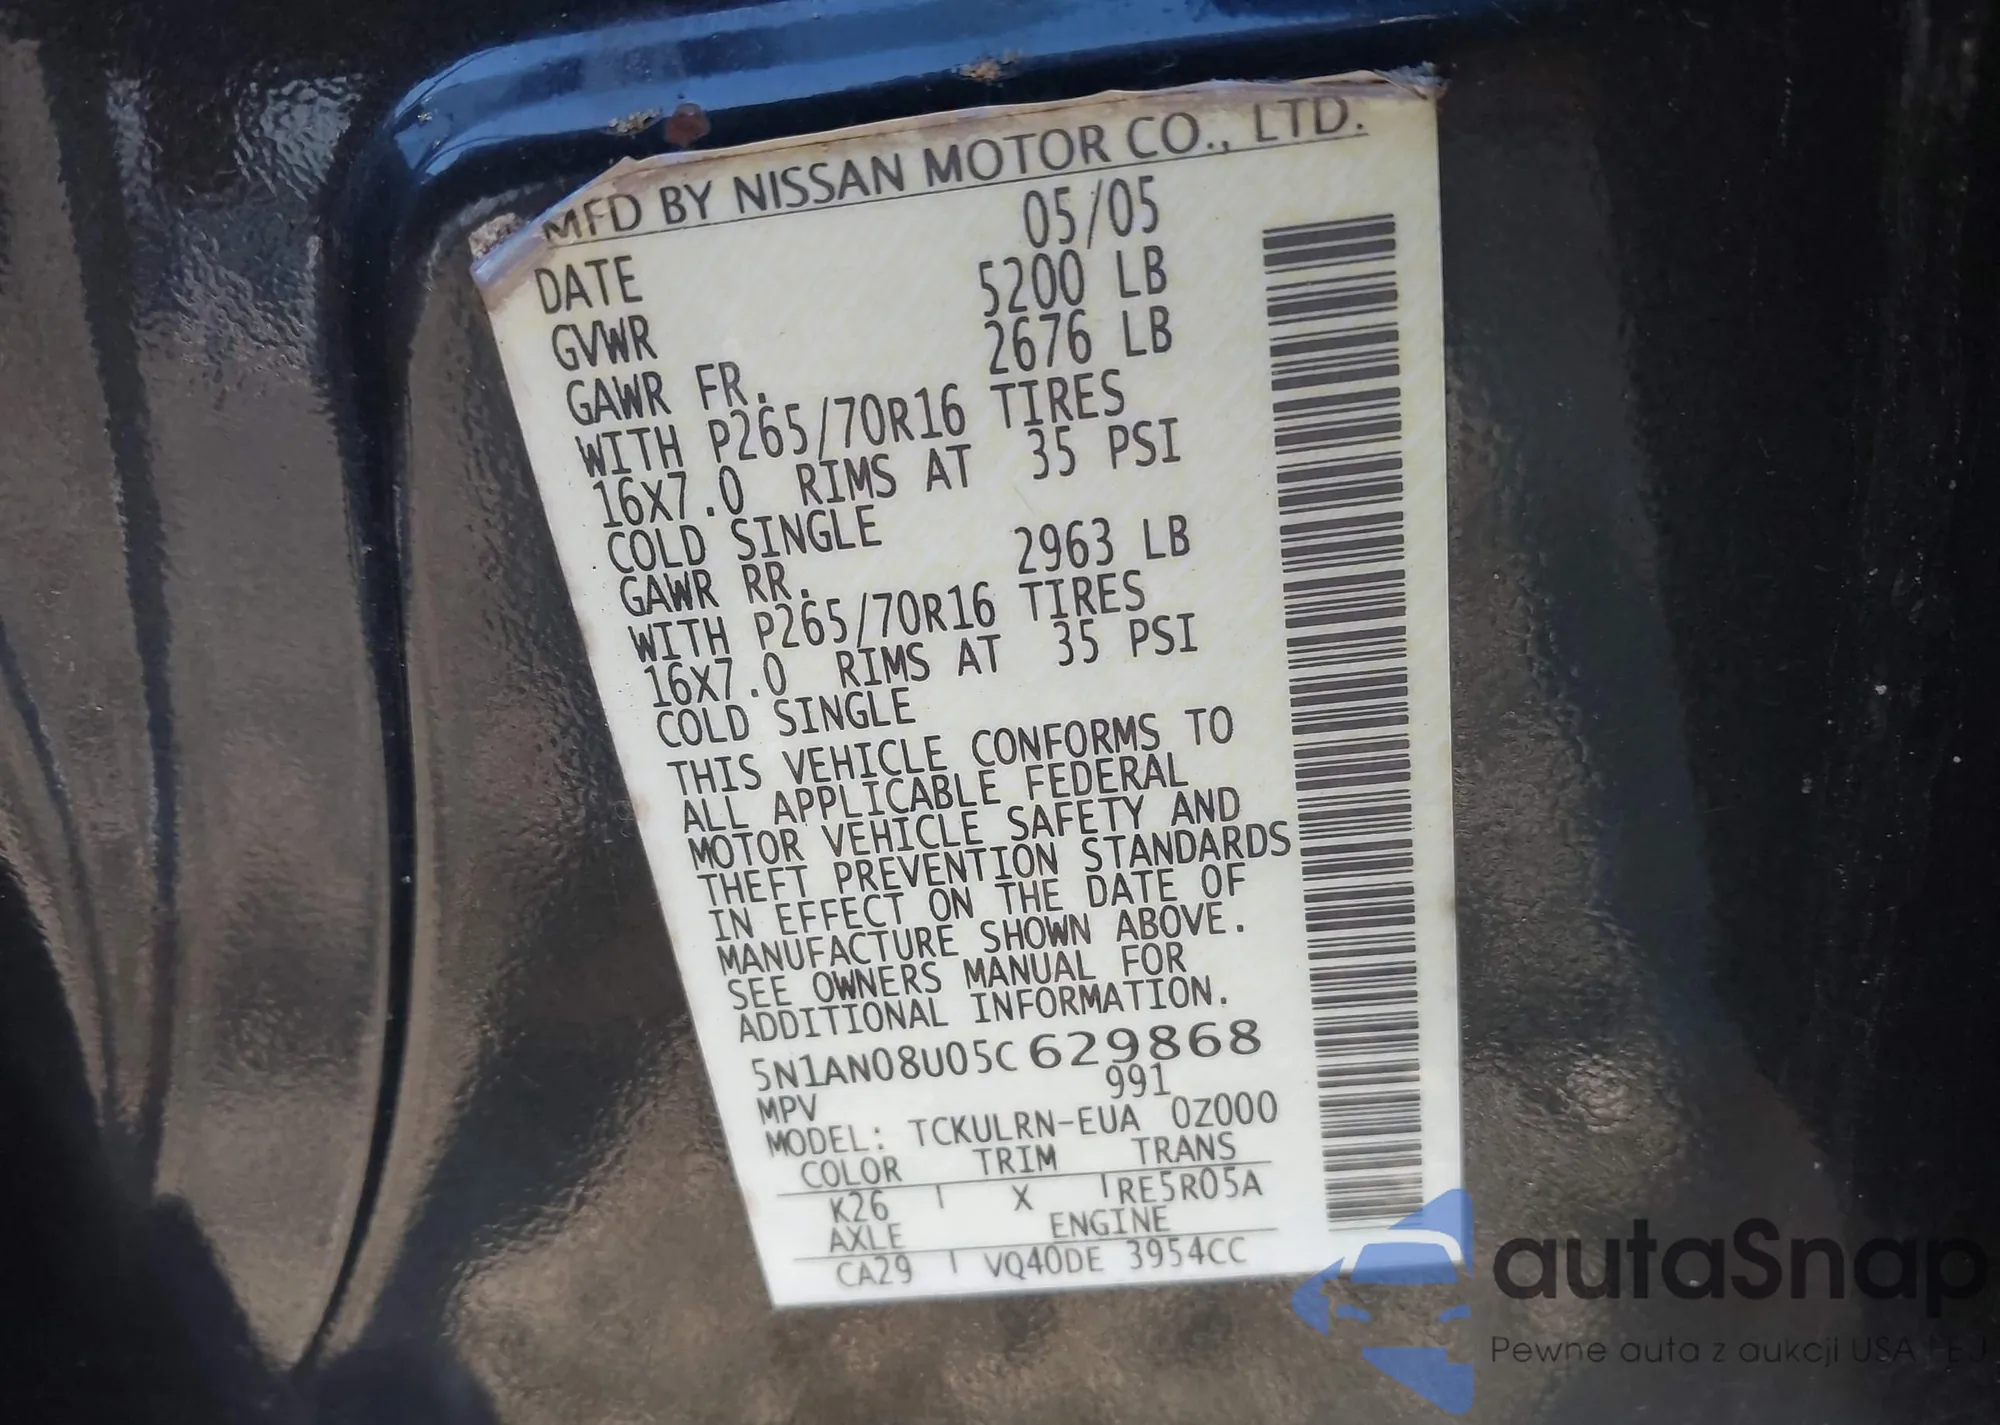 MFD BY NISSAN MOTOR CO., LTD.
DATE 05/05
GVWR 5200 LB
GAWR FR. 2676 LB
WITH P265/70R16 TIRES
16X7.0 RIMS AT 35 PSI
COLD SINGLE
GAWR RR. 2963 LB
WITH P265/70R16 TIRES
16X7.0 RIMS AT 35 PSI
COLD SINGLE
THIS VEHICLE CONFORMS TO
ALL APPLICABLE FEDERAL
MOTOR VEHICLE SAFETY AND
THEFT PREVENTION STANDARDS
IN EFFECT ON THE DATE OF
MANUFACTURE SHOWN ABOVE.
SEE OWNERS MANUAL FOR
ADDITIONAL INFORMATION.
5N1AN08U05C629868
MPV 991
MODEL: TCKULRN-EUA 0Z000
COLOR TRIM TRANS
K26 X RE5R05A
AXLE ENGINE
CA29 VQ40DE 3954CC
autaSnap
Pewne auta z aukcji USA i EU